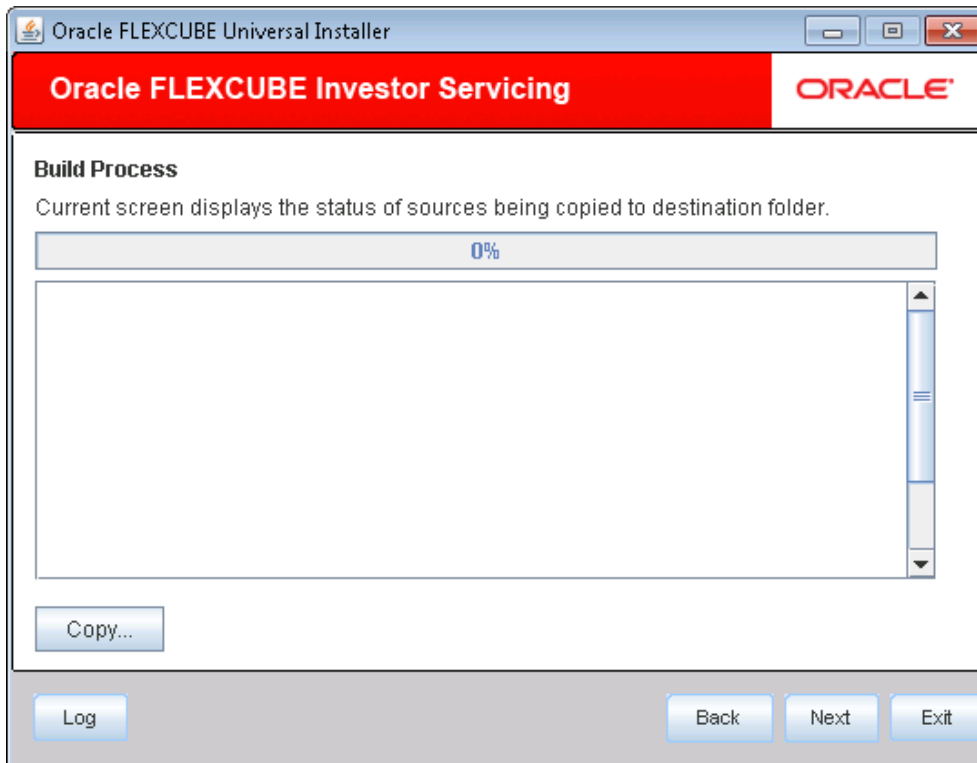 Oracle FLEXCUBE Universal Installer
Oracle FLEXCUBE Investor Servicing
ORACLE
Build Process
Current screen displays the status of sources being copied to destination folder.
0%
Copy...
Log
Back
Next
Exit